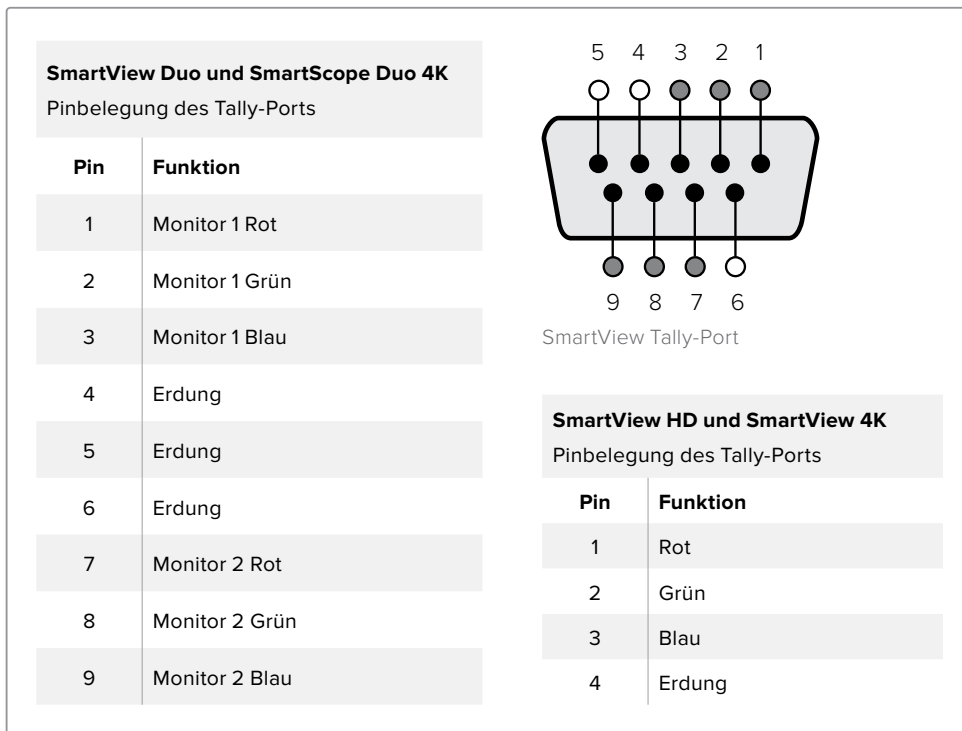 SmartView Duo und SmartScope Duo 4K
Pinbelegung des Tally-Ports
Pin Funktion
1 Monitor 1 Rot
2 Monitor 1 Grün
3 Monitor 1 Blau
4 Erdung
5 Erdung
6 Erdung
7 Monitor 2 Rot
8 Monitor 2 Grün
9 Monitor 2 Blau
5 4 3 2 1
9 8 7 6
SmartView Tally-Port
SmartView HD und SmartView 4K
Pinbelegung des Tally-Ports
Pin Funktion
1 Rot
2 Grün
3 Blau
4 Erdung